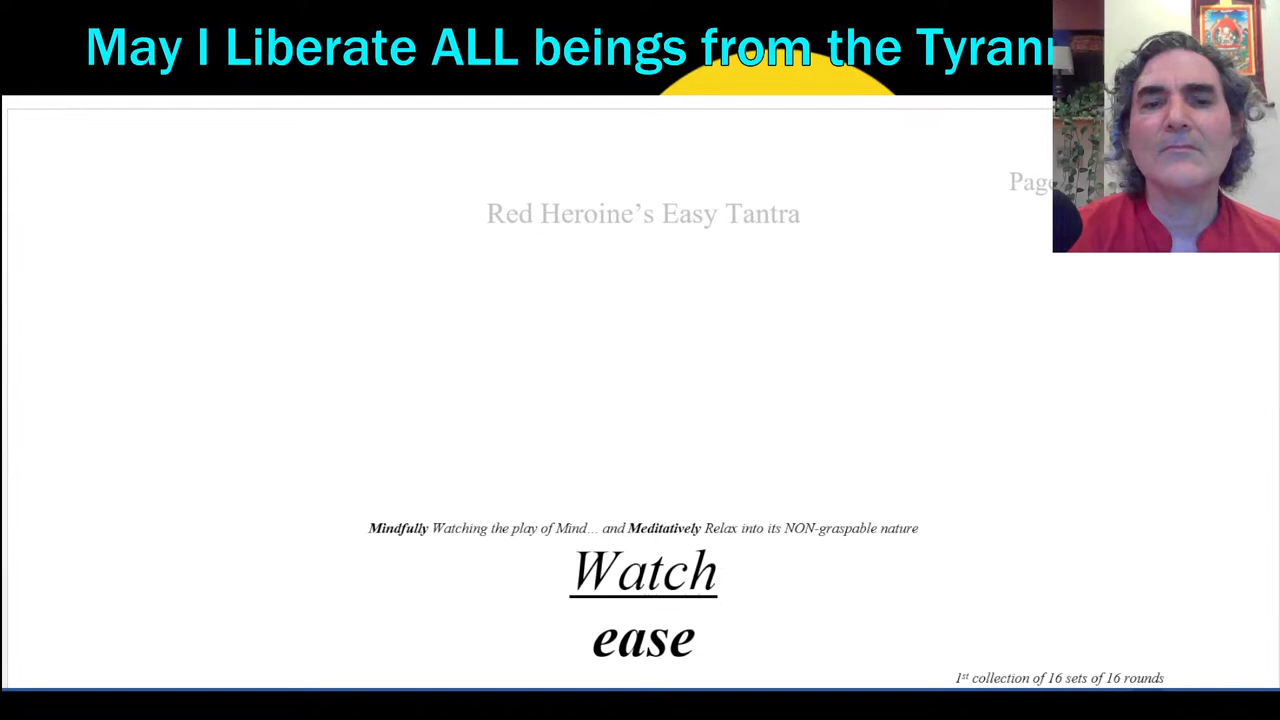 May I Liberate ALL beings from the
Page
Red Heroine's Easy Tantra
Mindfully Watching the play of Mind... and Meditatively Relax into its NON-graspable nature
Watch
ease
1st collection of 16 sets of 16 rounds